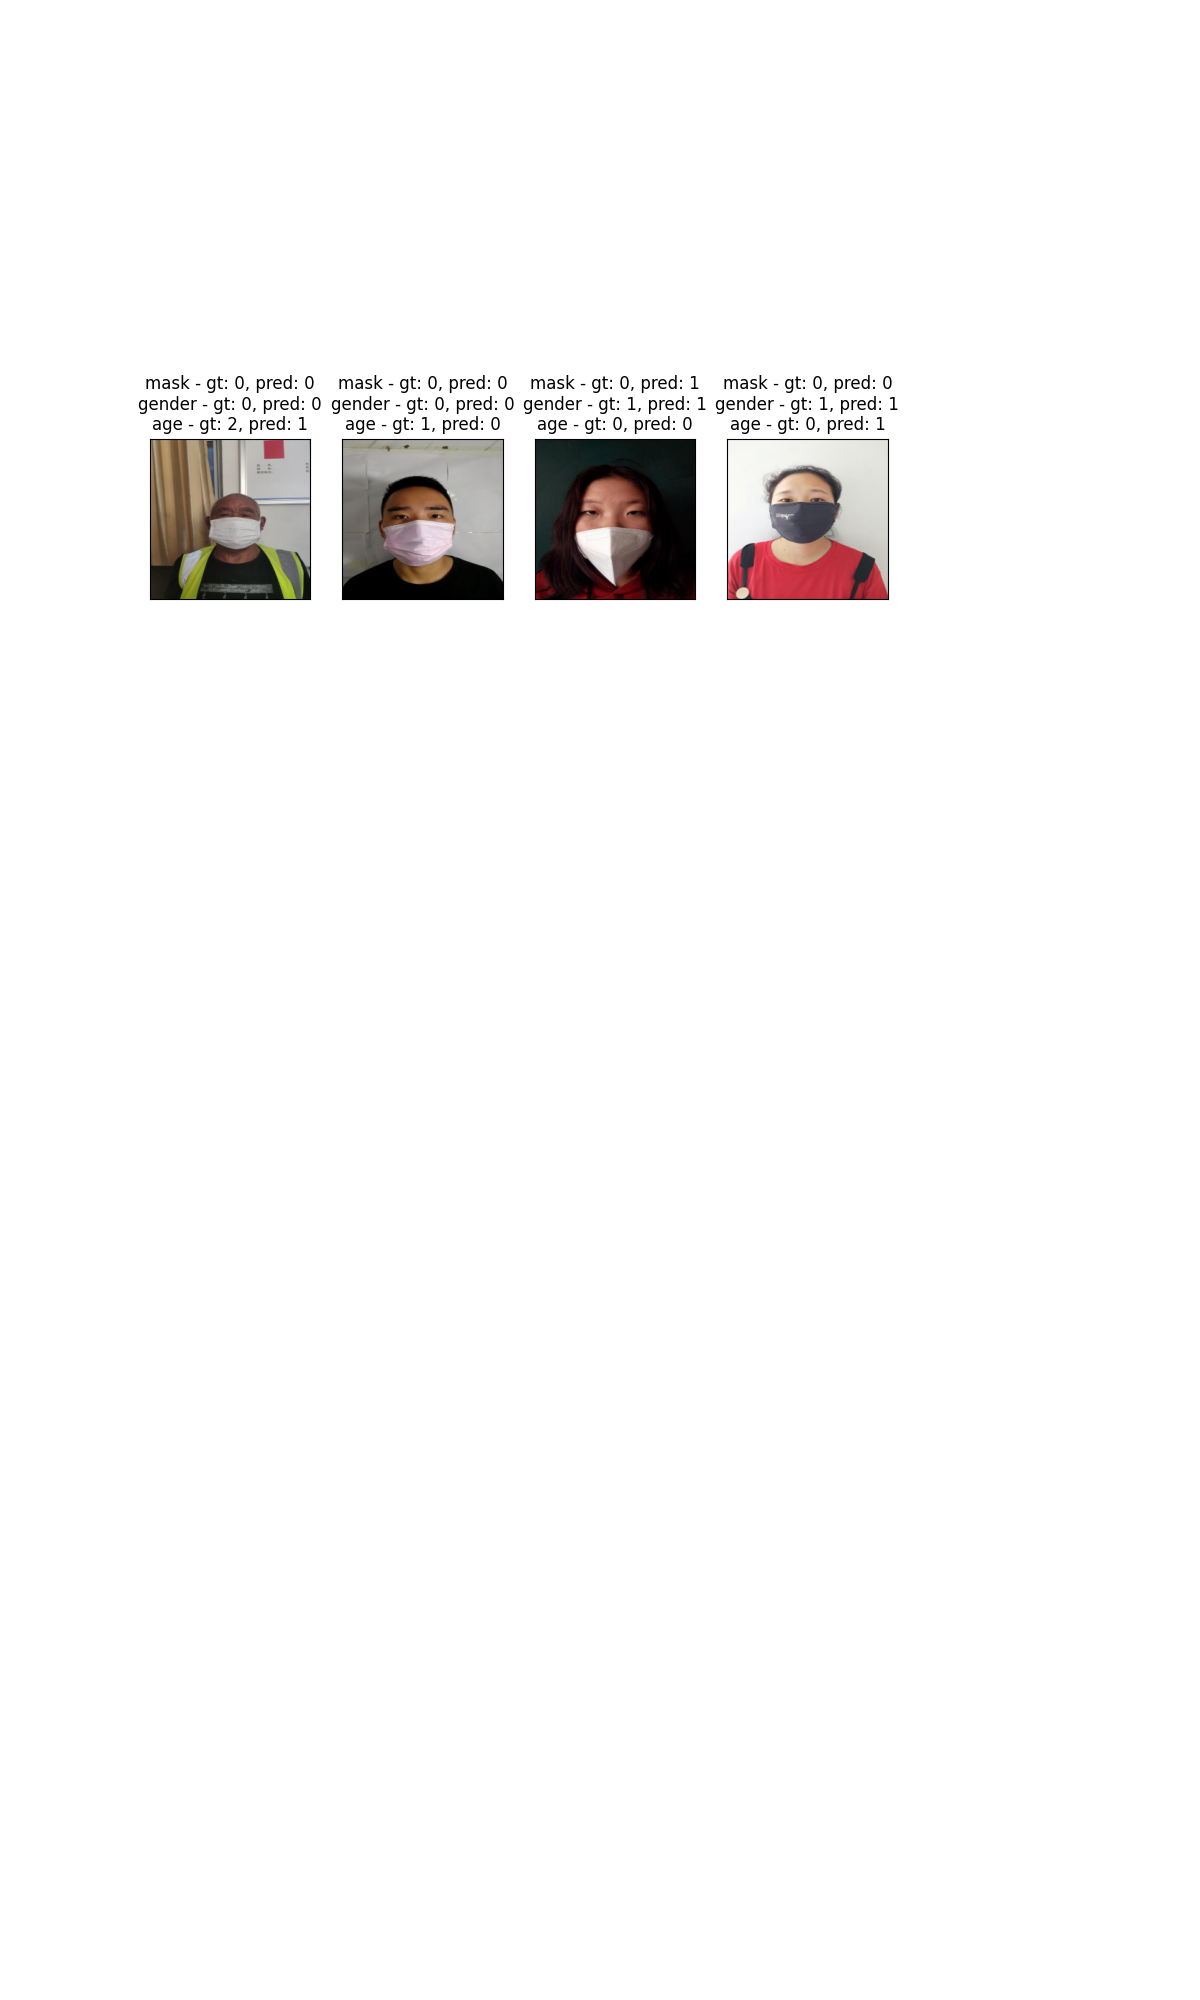 mask - gt: 0, pred: 0
gender - gt: 0, pred: 0
age - gt: 2, pred: 1
mask - gt: 0, pred: 0
gender - gt: 0, pred: 0
age - gt: 1, pred: 0
mask - gt: 0, pred: 1
gender - gt: 1, pred: 1
age - gt: 0, pred: 0
mask - gt: 0, pred: 0
gender - gt: 1, pred: 1
age - gt: 0, pred: 1